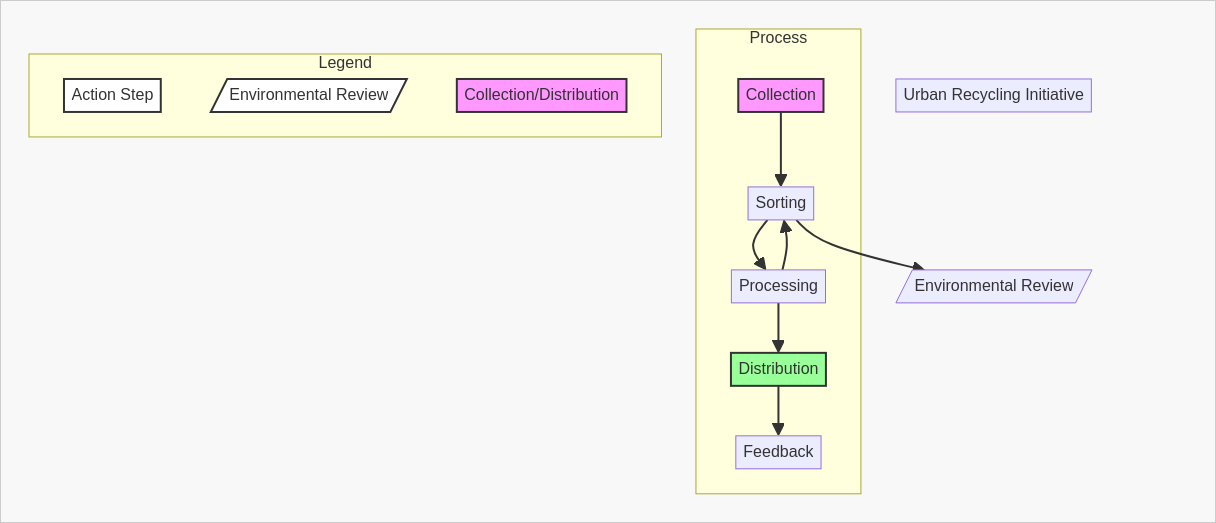 Legend
Action Step
Environmental Review
Collection/Distribution
Process
Collection
Urban Recycling Initiative
Sorting
Processing
Environmental Review
Distribution
Feedback